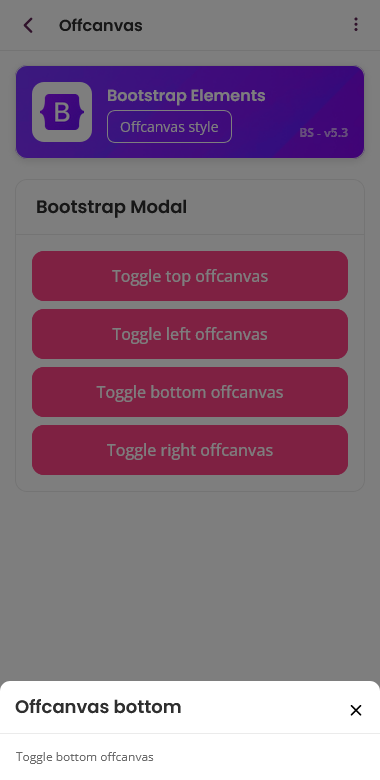 Offcanvas
B
Bootstrap Elements
Offcanvas style
BS - v5.3
Bootstrap Modal
Toggle top offcanvas
Toggle left offcanvas
Toggle bottom offcanvas
Toggle right offcanvas
Offcanvas bottom
Toggle bottom offcanvas